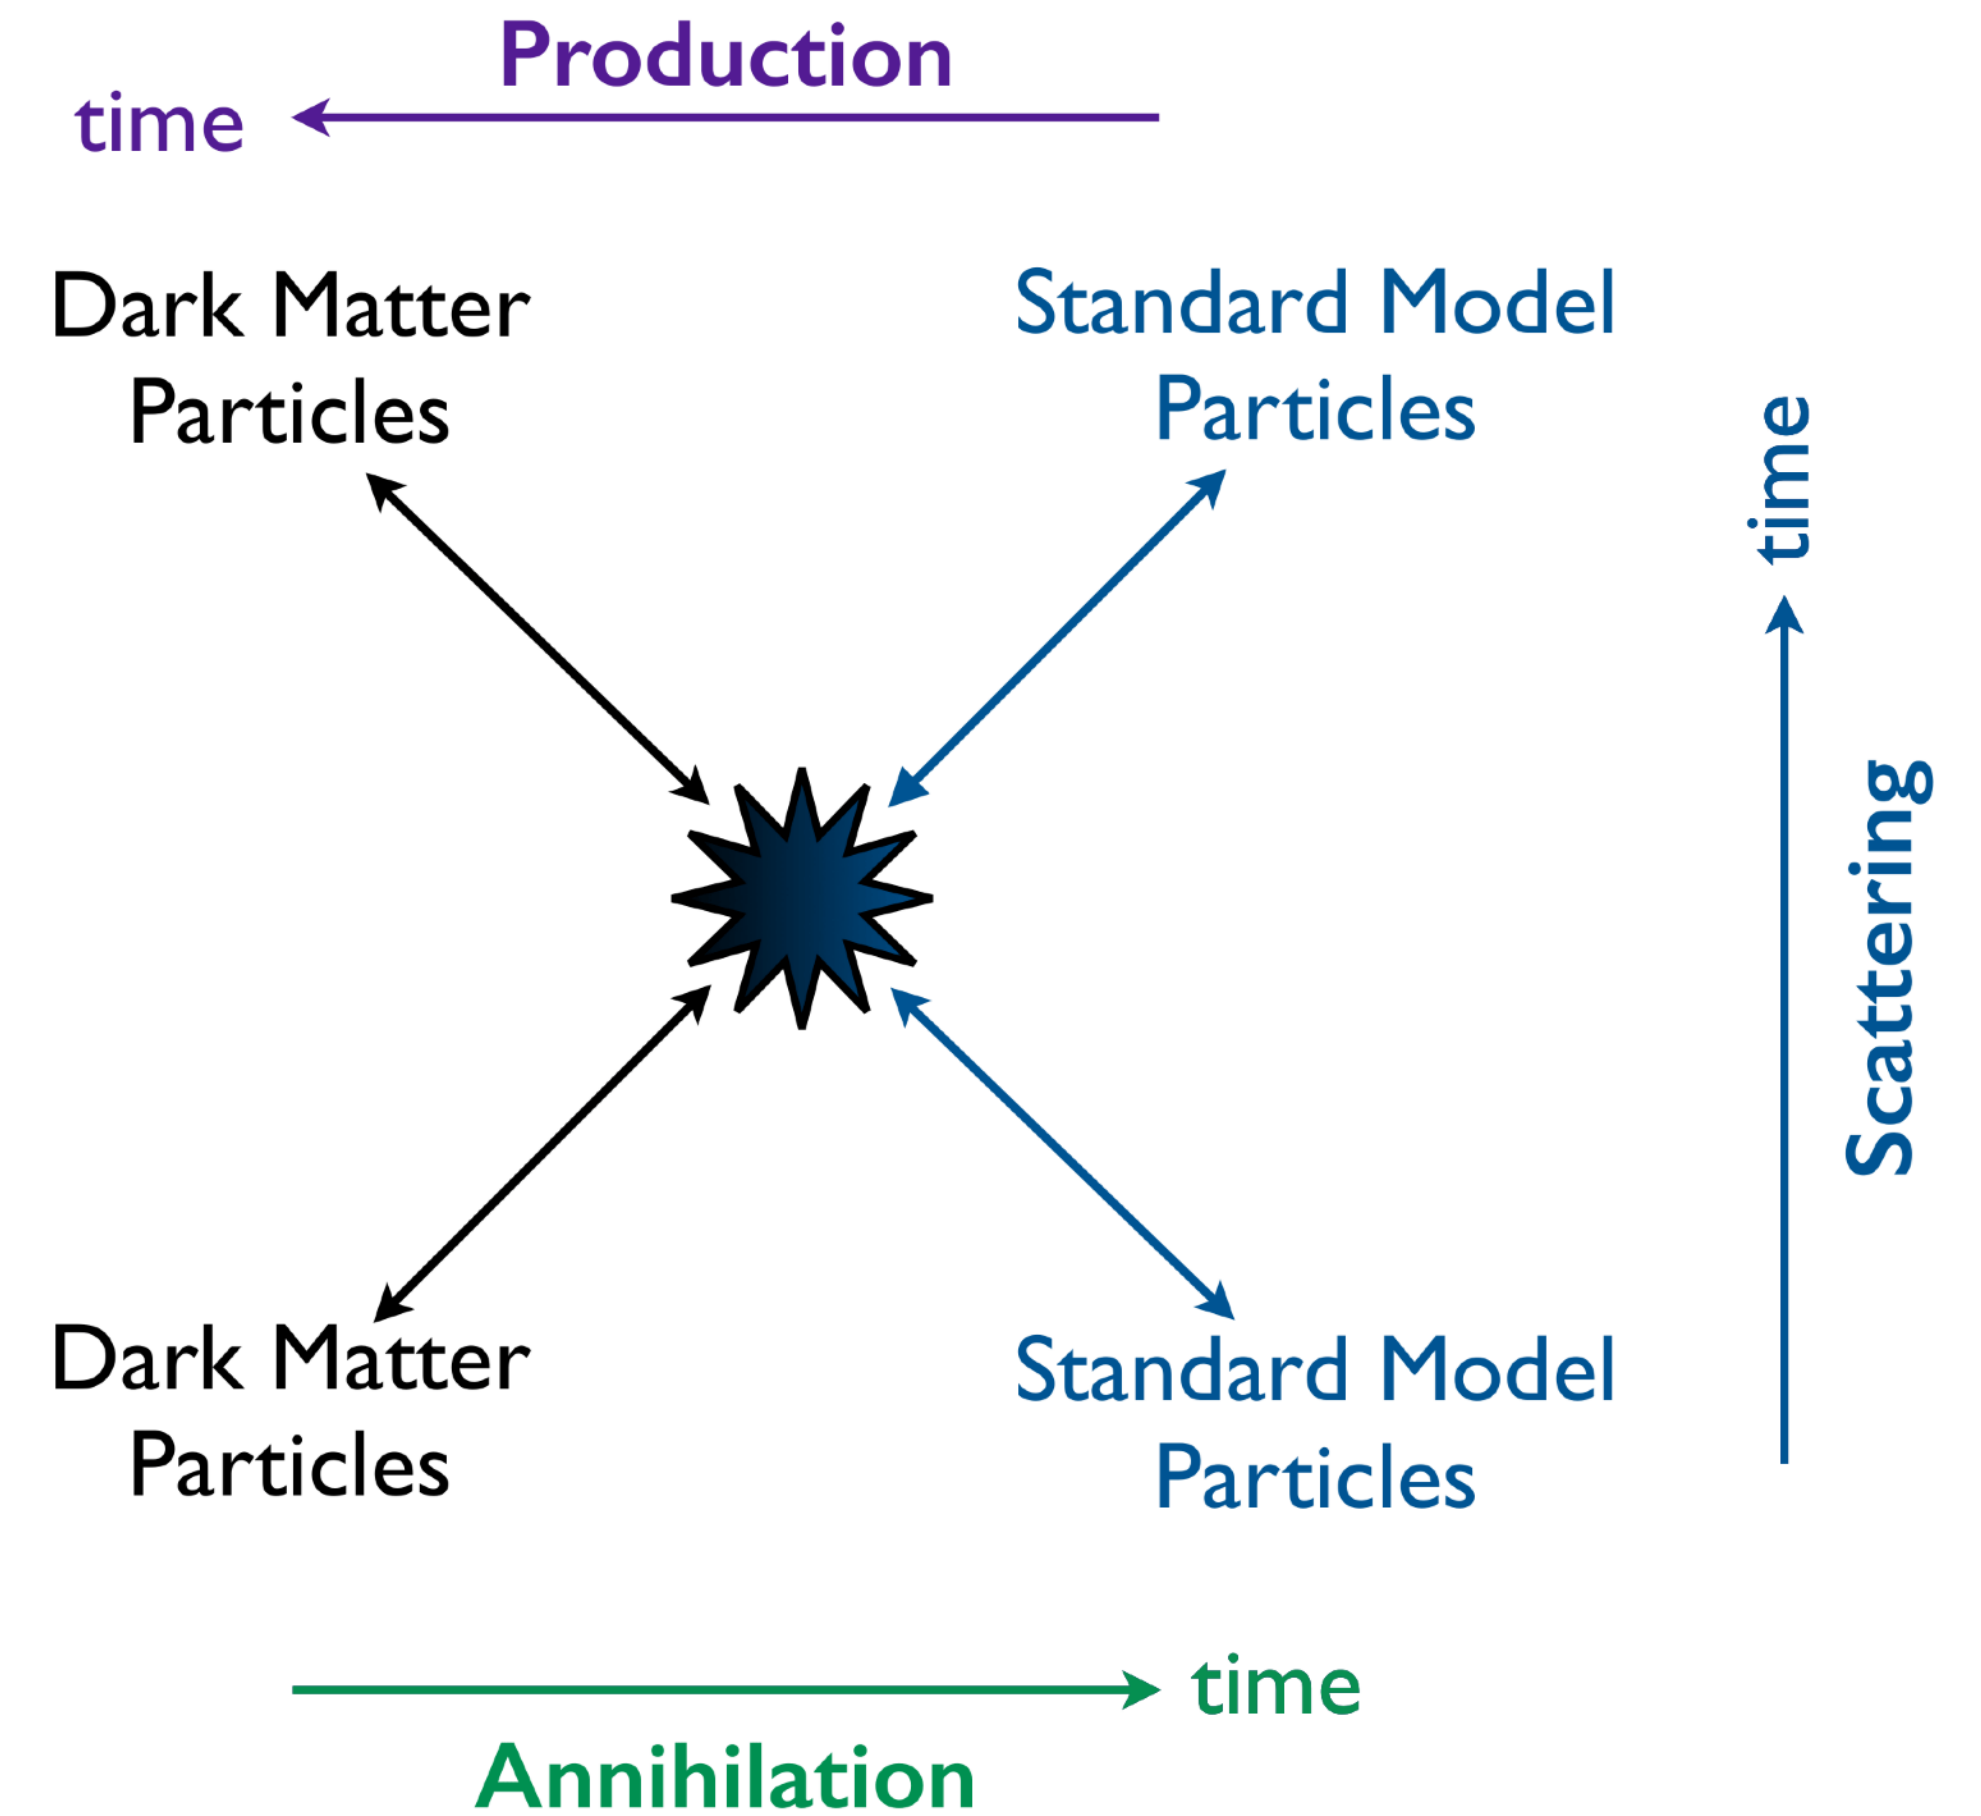 Production
time
Dark Matter
Particles
Standard Model
Particles
time
Scattering
Dark Matter
Particles
Standard Model
Particles
time
Annihilation